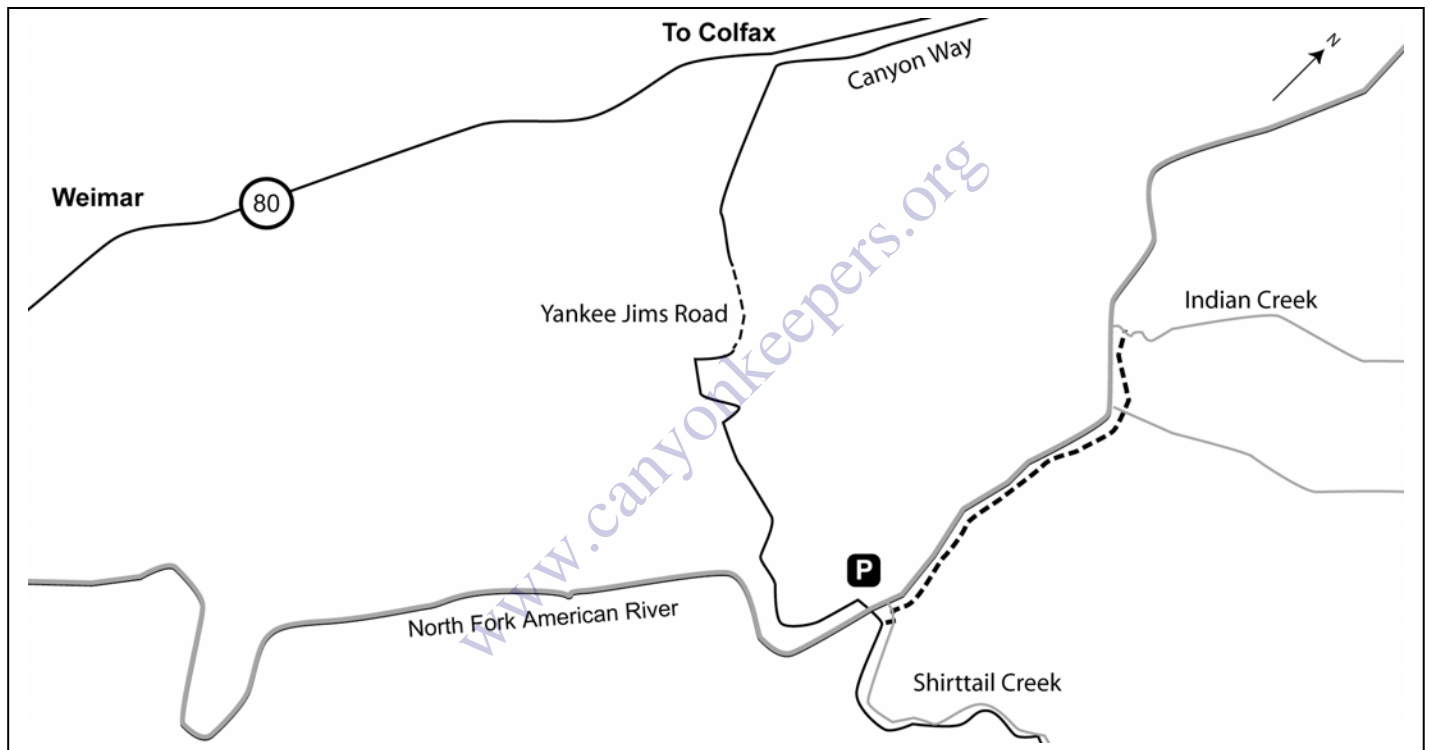 To Colfax
Canyon Way
N
Weimar
80
Indian Creek
Yankee Jims Road
www.canyonkeepers.org
P
North Fork American River
Shirttail Creek